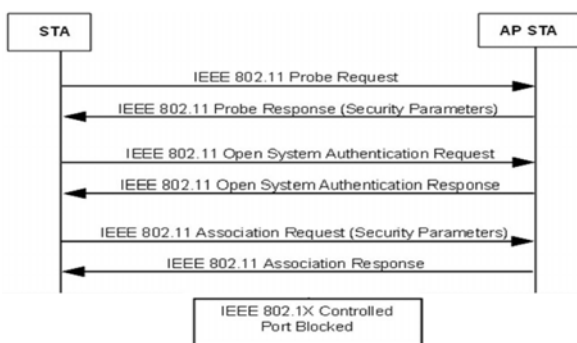 STA
AP STA
IEEE 802.11 Probe Request
IEEE 802.11 Probe Response (Security Parameters)
IEEE 802.11 Open System Authentication Request
IEEE 802.11 Open System Authentication Response
IEEE 802.11 Association Request (Security Parameters)
IEEE 802.11 Association Response
IEEE 802.1X Controlled
Port Blocked